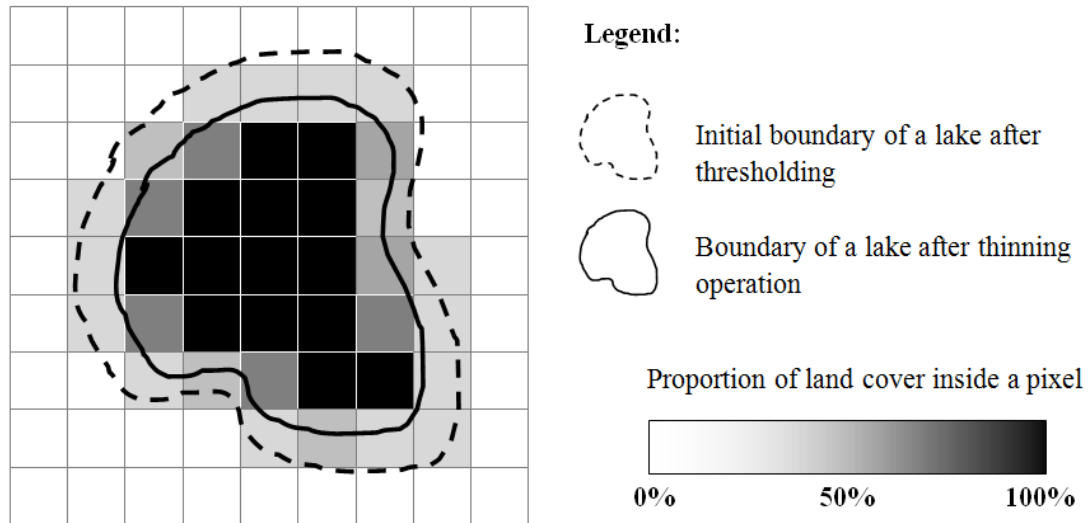 Legend:
Initial boundary of a lake after
thresholding
Boundary of a lake after thinning
operation
Proportion of land cover inside a pixel
0% 50% 100%